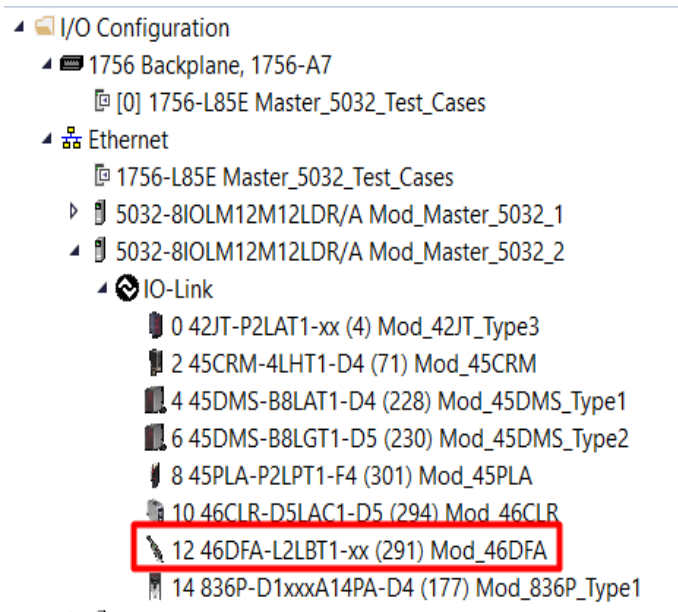 I/O Configuration
1756 Backplane, 1756-A7
[0] 1756-L85E Master_5032_Test_Cases
Ethernet
1756-L85E Master_5032_Test_Cases
5032-8IOLM12M12LDR/A Mod_Master_5032_1
5032-8IOLM12M12LDR/A Mod_Master_5032_2
IO-Link
0 42JT-P2LAT1-xx (4) Mod_42JT_Type3
2 45CRM-4LHT1-D4 (71) Mod_45CRM
4 45DMS-B8LAT1-D4 (228) Mod_45DMS_Type1
6 45DMS-B8LGT1-D5 (230) Mod_45DMS_Type2
8 45PLA-P2LPT1-F4 (301) Mod_45PLA
10 46CLR-D5LAC1-D5 (294) Mod_46CLR
12 46DFA-L2LBT1-xx (291) Mod_46DFA
14 836P-D1xxxA14PA-D4 (177) Mod_836P_Type1